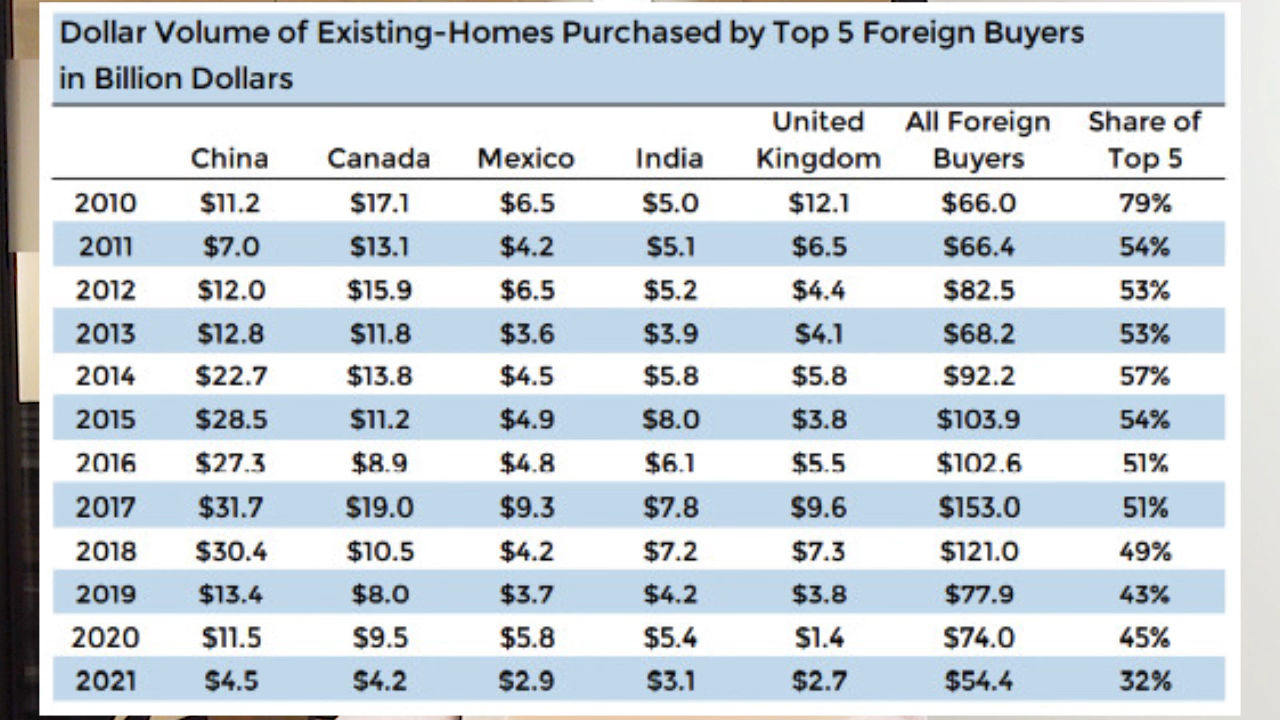 Dollar Volume of Existing-Homes Purchased by Top 5 Foreign Buyers
in Billion Dollars
United All Foreign Share of
China Canada Mexico India Kingdom Buyers Top 5
2010 $11.2 $17.1 $6.5 $5.0 $12.1 $66.0 79%
2011 $7.0 $13.1 $4.2 $5.1 $6.5 $66.4 54%
2012 $12.0 $15.9 $6.5 $5.2 $4.4 $82.5 53%
2013 $12.8 $11.8 $3.6 $3.9 $4.1 $68.2 53%
2014 $22.7 $13.8 $4.5 $5.8 $5.8 $92.2 57%
2015 $28.5 $11.2 $4.9 $8.0 $3.8 $103.9 54%
2016 $27.3 $8.9 $4.8 $6.1 $5.5 $102.6 51%
2017 $31.7 $19.0 $9.3 $7.8 $9.6 $153.0 51%
2018 $30.4 $10.5 $4.2 $7.2 $7.3 $121.0 49%
2019 $13.4 $8.0 $3.7 $4.2 $3.8 $77.9 43%
2020 $11.5 $9.5 $5.8 $5.4 $1.4 $74.0 45%
2021 $4.5 $4.2 $2.9 $3.1 $2.7 $54.4 32%